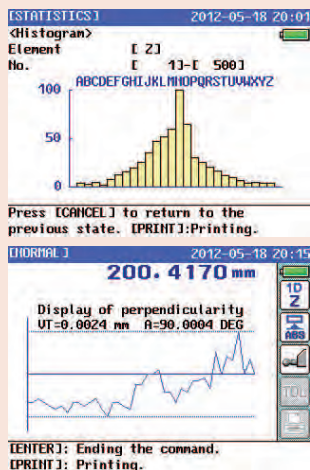 [STATISTICS] 2012-05-18 20:01
<Histogram>
Element [ Z]
No. [ 1]-[ 500]
ABCDEFGHIJKLMNOPQRSTUVWXYZ
100
50
0
Press [CANCEL] to return to the
previous state. [PRINT]:Printing.
[NORMAL] 2012-05-18 20:15
200.4170 mm
1D
Z
Display of perpendicularity
VT=0.0024 mm A=90.0004 DEG
ABS
TOL
[ENTER]: Ending the command.
[PRINT]: Printing.